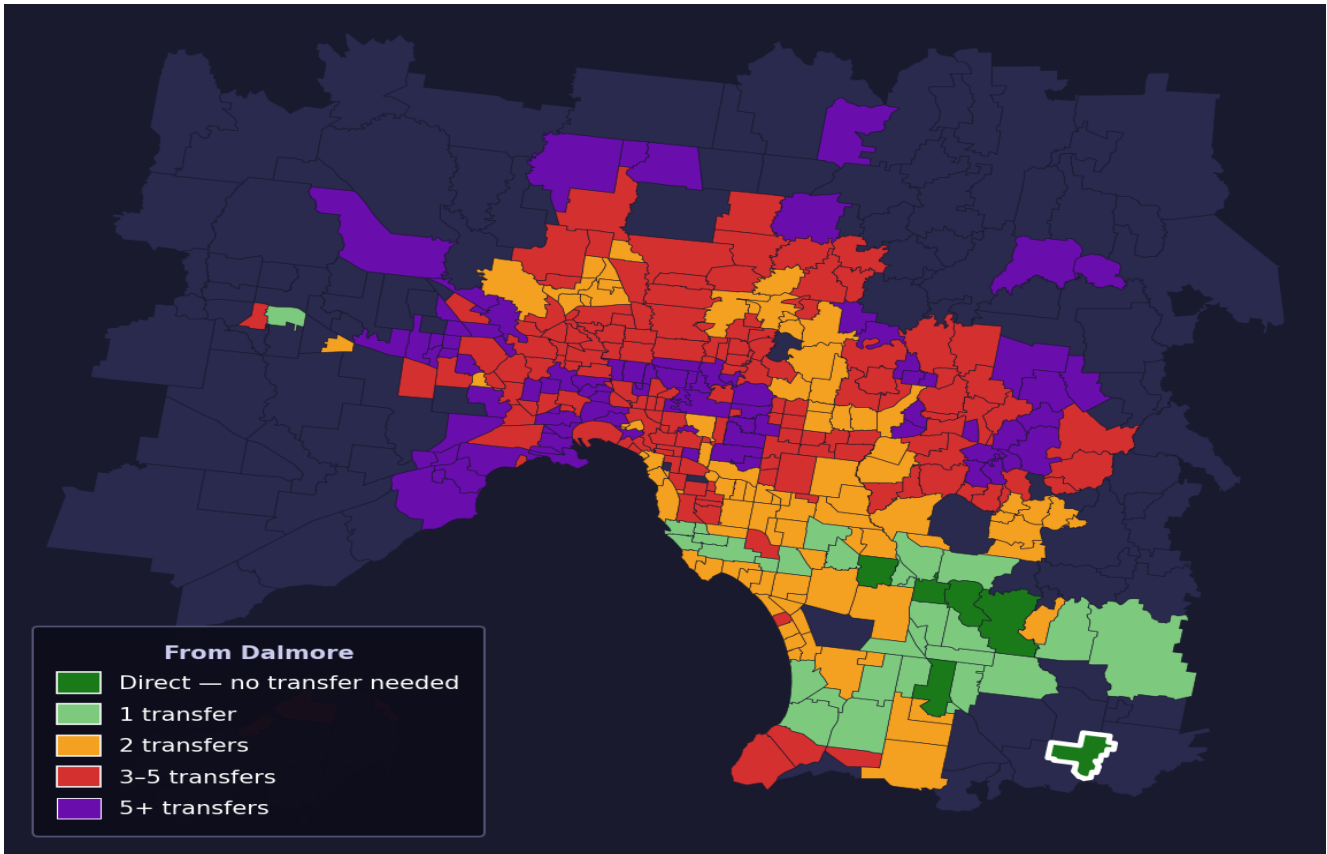 From Dalmore
Direct — no transfer needed
1 transfer
2 transfers
3–5 transfers
5+ transfers